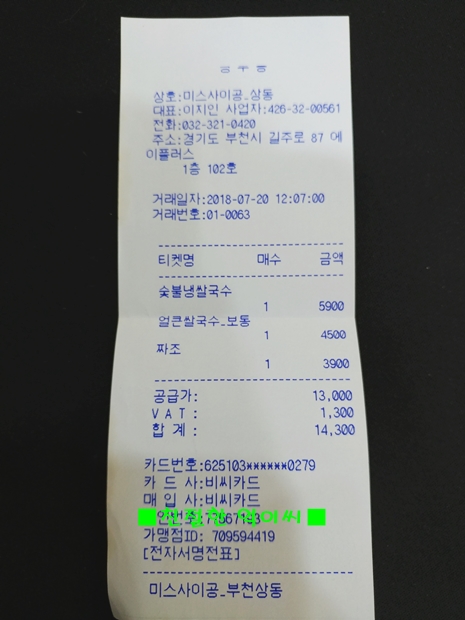 영 수 증
상호:미스사이공_상동
대표:이지인 사업자:426-32-00561
전화:032-321-0420
주소:경기도 부천시 길주로 87 에
이플러스
1층 102호
거래일자:2018-07-20 12:07:00
거래번호:01-0063
티켓명 매수 금액
숯불냉쌀국수
1 5900
얼큰쌀국수_보통
1 4500
짜조
1 3900
공급가: 13,000
V A T : 1,300
합 계 : 14,300
카드번호:625103******0279
카 드 사:비씨카드
매 입 사:비씨카드
가맹점ID: 709594419
[전자서명전표]
미스사이공_부천상동